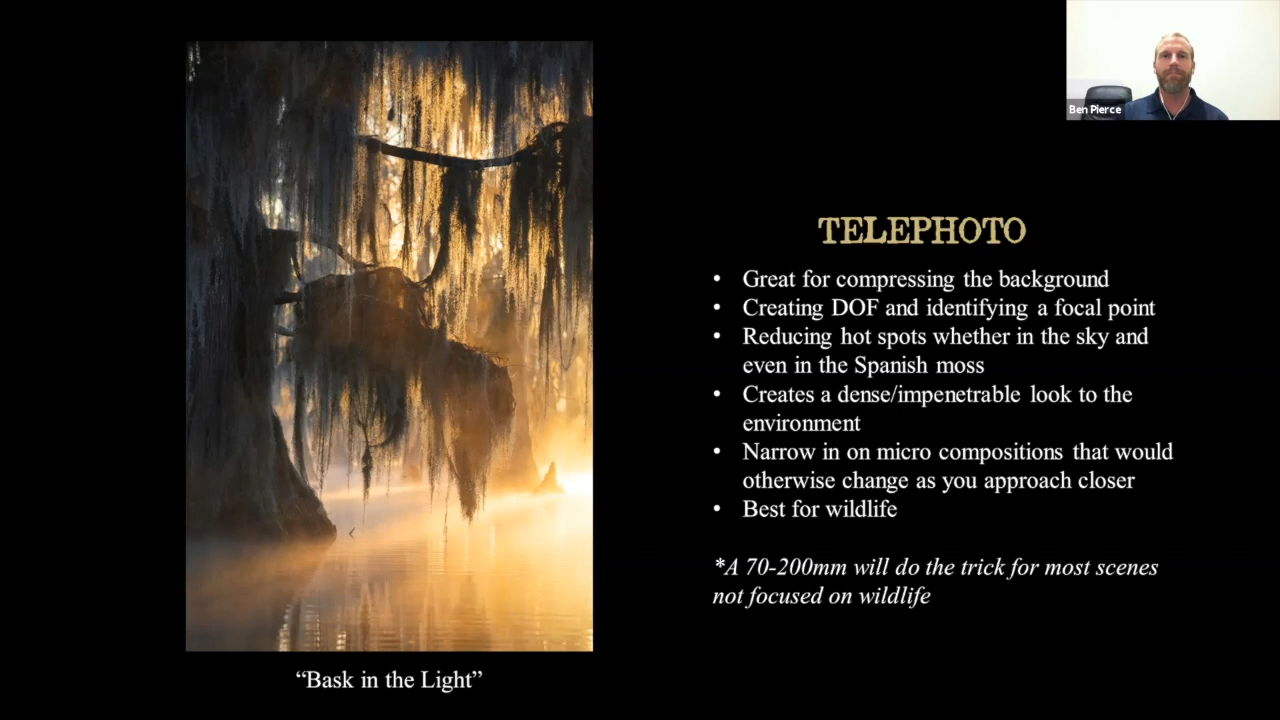 Ben Pierce
TELEPHOTO
• Great for compressing the background
• Creating DOF and identifying a focal point
• Reducing hot spots whether in the sky and
even in the Spanish moss
• Creates a dense/impenetrable look to the
environment
• Narrow in on micro compositions that would
otherwise change as you approach closer
• Best for wildlife
*A 70-200mm will do the trick for most scenes
not focused on wildlife
“Bask in the Light”